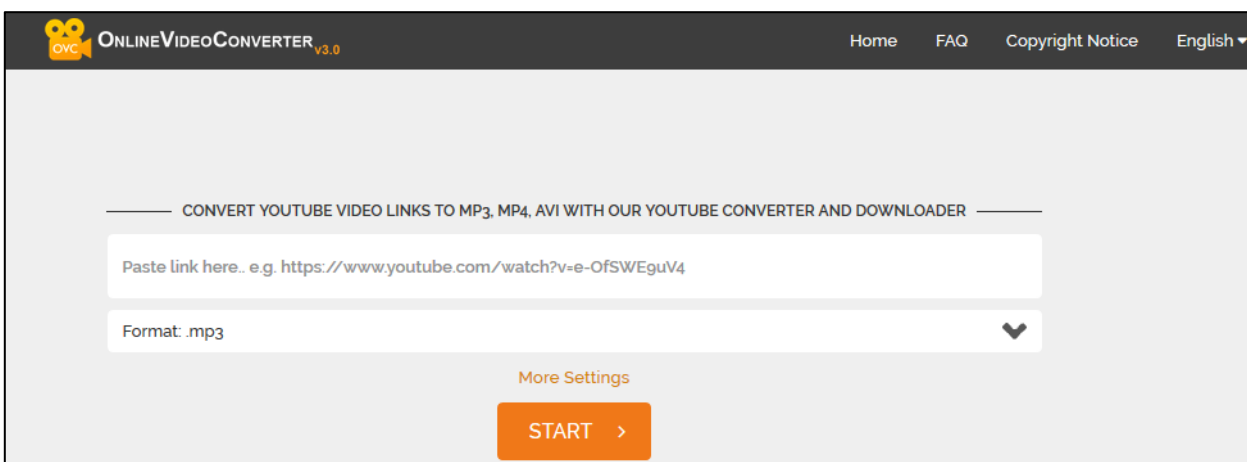 OVC ONLINEVIDEOCONVERTER v3.0 Home FAQ Copyright Notice English
CONVERT YOUTUBE VIDEO LINKS TO MP3, MP4, AVI WITH OUR YOUTUBE CONVERTER AND DOWNLOADER
Paste link here.. e.g. https://www.youtube.com/watch?v=e-OfSWE9uV4
Format: .mp3
More Settings
START >